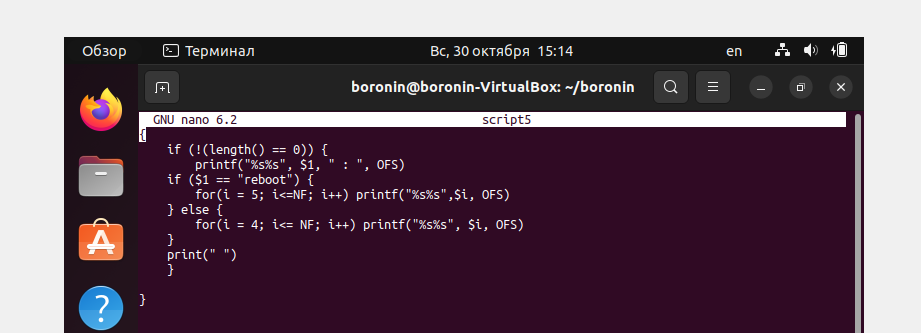 Обзор Терминал Вс, 30 октября 15:14 en
boronin@boronin-VirtualBox: ~/boronin
GNU nano 6.2 script5
{
if (!(length() == 0)) {
printf("%s%s", $1, " : ", OFS)
if ($1 == "reboot") {
for(i = 5; i<=NF; i++) printf("%s%s",$i, OFS)
} else {
for(i = 4; i<= NF; i++) printf("%s%s", $i, OFS)
}
print(" ")
}
}